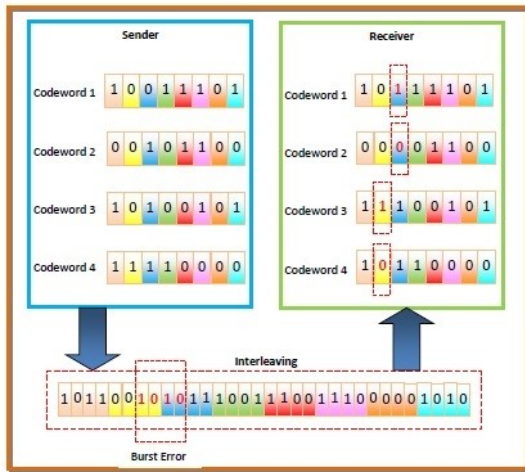 Sender
Receiver
Codeword 1 1 0 0 1 1 1 0 1
Codeword 1 1 0 1 1 1 1 0 1
Codeword 2 0 0 1 0 1 1 0 0
Codeword 2 0 0 0 0 1 1 0 0
Codeword 3 1 0 1 0 0 1 0 1
Codeword 3 1 1 1 0 0 1 0 1
Codeword 4 1 1 1 1 0 0 0 0
Codeword 4 1 0 1 1 0 0 0 0
Interleaving
1 0 1 1 0 0 1 0 1 0 1 1 1 0 0 1 1 1 0 0 1 1 1 0 0 0 0 0 1 0 1 0
Burst Error